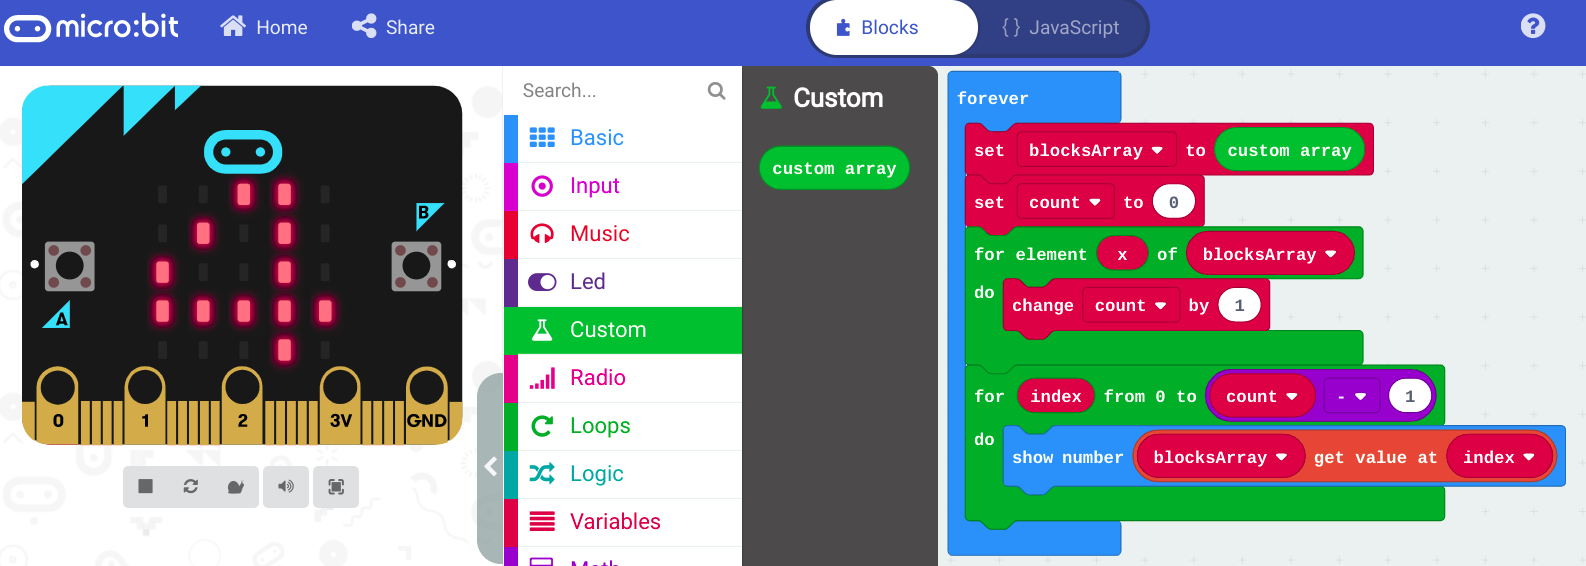 micro:bit Home Share Blocks { } JavaScript ?
Search...
Basic
Input
Music
Led
Custom
Radio
Loops
Logic
Variables
Math
Custom
custom array
B
A
0 1 2 3V GND
forever
set blocksArray to custom array
set count to 0
for element x of blocksArray
do change count by 1
for index from 0 to count - 1
do show number blocksArray get value at index